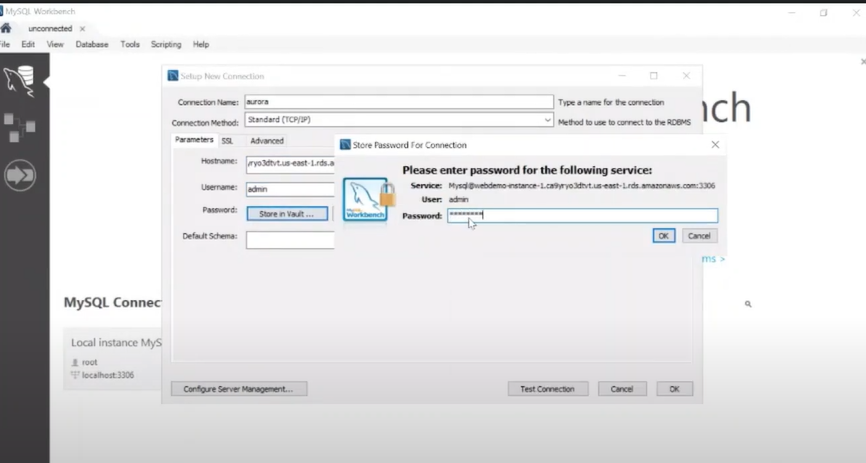 MySQL Workbench
unconnected ×
File Edit View Database Tools Scripting Help
Setup New Connection
nch
Connection Name: aurora Type a name for the connection
Connection Method: Standard (TCP/IP) Method to use to connect to the RDBMS
Parameters SSL Advanced
Hostname: yryo3dtvt.us-east-1.rds.a
Username: admin
Password: Store in Vault ...
Default Schema:
Store Password For Connection
Please enter password for the following service:
Service: Mysql@webdemo-instance-1.ca9yryo3dtvt.us-east-1.rds.amazonaws.com:3306
User: admin
Password: ********
MySQL Workbench
OK Cancel
ms >
MySQL Connec
Local instance MyS
root
localhost:3306
Configure Server Management... Test Connection Cancel OK